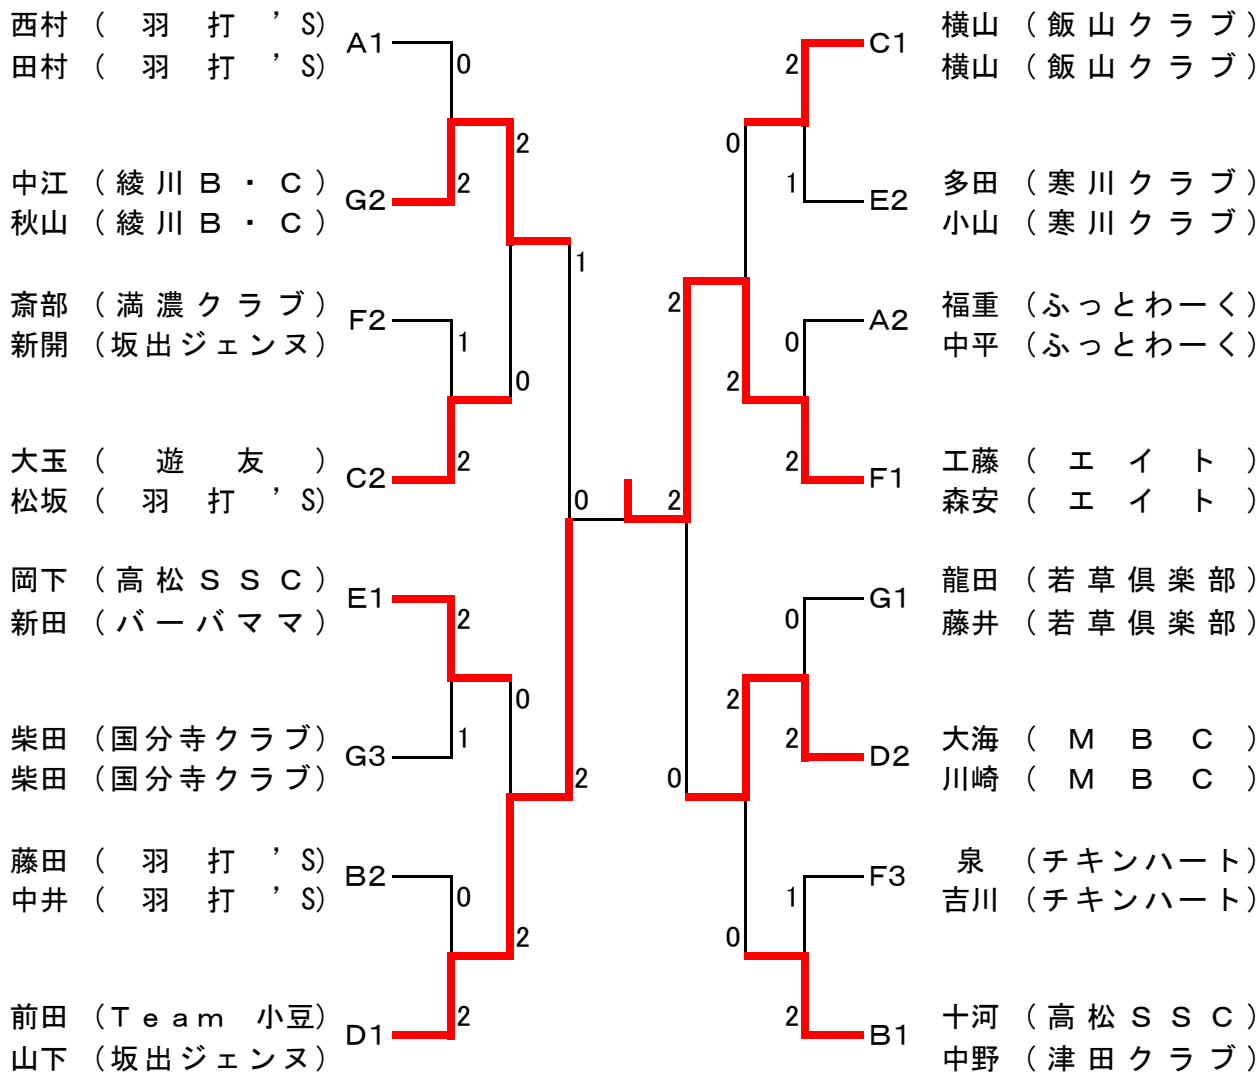 西村 （ 羽 打 ’S）
田村 （ 羽 打 ’S）
A1
0
中江 （綾川Ｂ・Ｃ）
秋山 （綾川Ｂ・Ｃ）
G2
2
2
斎部 （満濃クラブ）
新開 （坂出ジェンヌ）
F2
1
大玉 （ 遊 友 ）
松坂 （ 羽 打 ’S）
C2
2
0
1
岡下 （高松ＳＳＣ）
新田 （バーバママ）
E1
2
柴田 （国分寺クラブ）
柴田 （国分寺クラブ）
G3
1
0
藤田 （ 羽 打 ’S）
中井 （ 羽 打 ’S）
B2
0
前田 （Ｔｅａｍ 小豆）
山下 （坂出ジェンヌ）
D1
2
2
2
0
2
C1
横山 （飯山クラブ）
横山 （飯山クラブ）
2
E2
多田 （寒川クラブ）
小山 （寒川クラブ）
1
0
A2
福重 （ふっとわーく）
中平 （ふっとわーく）
0
F1
工藤 （ エ イ ト ）
森安 （ エ イ ト ）
2
2
2
G1
龍田 （若草倶楽部）
藤井 （若草倶楽部）
0
D2
大海 （ Ｍ Ｂ Ｃ ）
川崎 （ Ｍ Ｂ Ｃ ）
2
2
F3
泉 （チキンハート）
吉川 （チキンハート）
1
B1
十河 （高松ＳＳＣ）
中野 （津田クラブ）
2
0
0